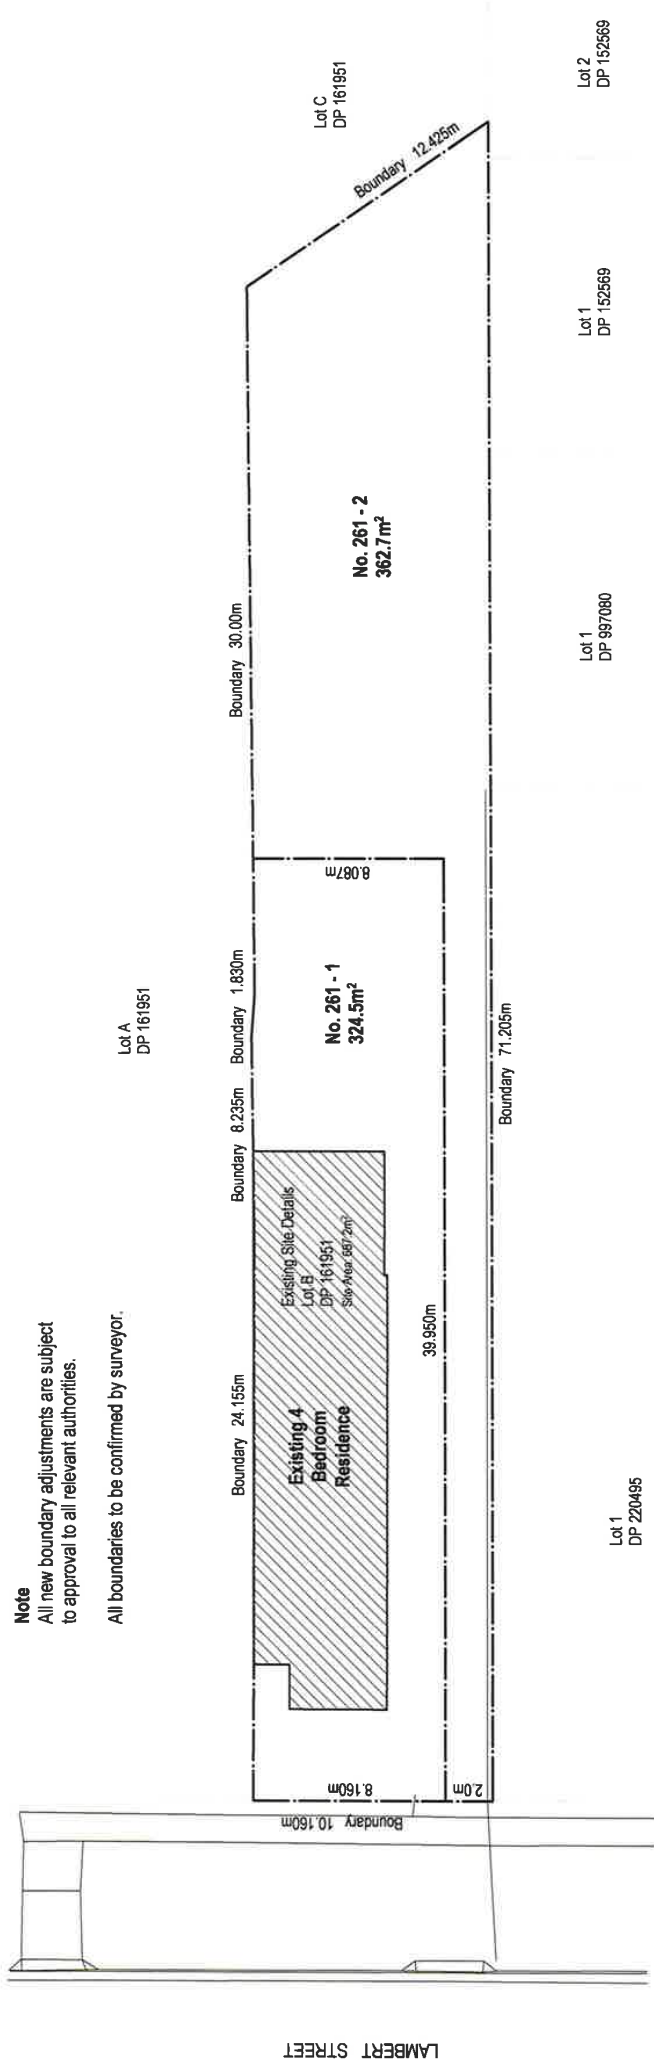 Note
All new boundary adjustments are subject
to approval to all relevant authorities.
All boundaries to be confirmed by surveyor.
Lot A
DP 161951
Lot C
DP 161951
Boundary 24.155m
Boundary 8.235m
Boundary 1.830m
Boundary 30.00m
Boundary 12.425m
Existing 4
Bedroom
Residence
Existing Site Details
Lot B
DP 161951
Site Area 687.2m²
No. 261 - 1
324.5m²
No. 261 - 2
362.7m²
8.087m
39.950m
8.160m
2.0m
Boundary 10.160m
Boundary 71.205m
LAMBERT STREET
Lot 1
DP 220495
Lot 1
DP 997080
Lot 1
DP 152569
Lot 2
DP 152569